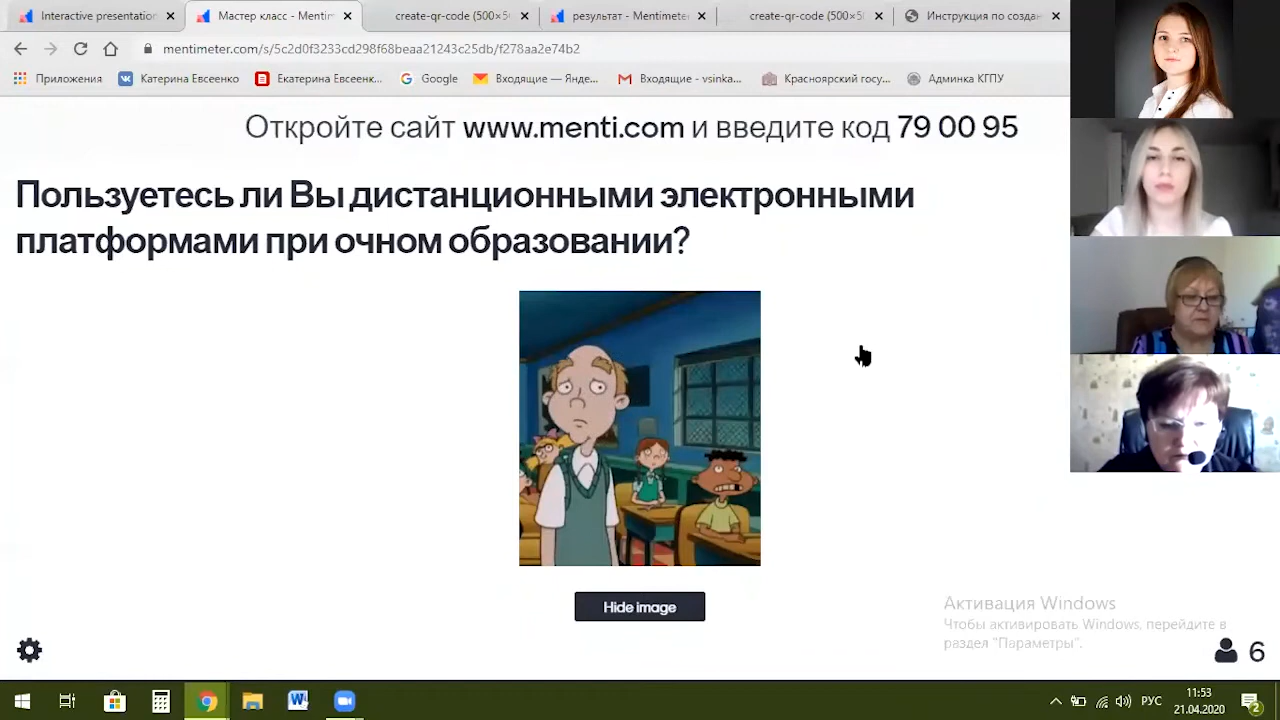 Interactive presentation
Мастер класс - Mentim
create-qr-code (500×5
результат - Mentimete
create-qr-code (500×5
Инструкция по создан
mentimeter.com/s/5c2d0f3233cd298f68beaa21243c25db/f278aa2e74b2
Приложения
Катерина Евсеенко
Екатерина Евсеенк...
Google
Входящие — Янде...
Входящие - vsinka...
Красноярский госу...
Админка КГПУ
Откройте сайт www.menti.com и введите код 79 00 95
Пользуетесь ли Вы дистанционными электронными
платформами при очном образовании?
Hide image
Активация Windows
Чтобы активировать Windows, перейдите в
раздел "Параметры".
6
РУС
11:53
21.04.2020
2